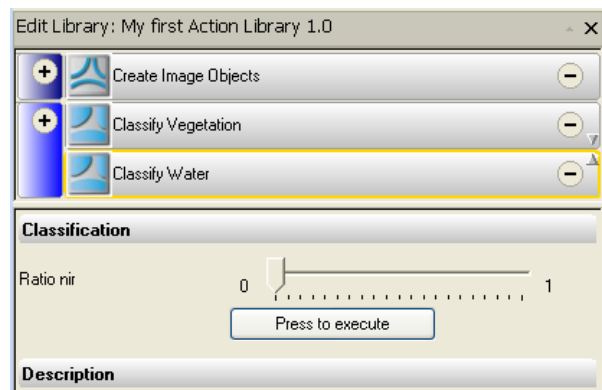 Edit Library: My first Action Library 1.0
Create Image Objects
Classify Vegetation
Classify Water
Classification
Ratio nir 0 1
Press to execute
Description